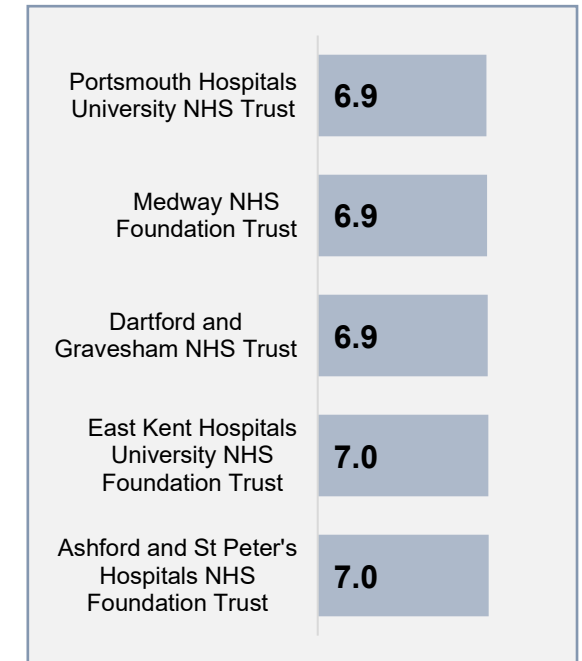 Portsmouth Hospitals
University NHS Trust
6.9
Medway NHS
Foundation Trust
6.9
Dartford and
Gravesham NHS Trust
6.9
East Kent Hospitals
University NHS
Foundation Trust
7.0
Ashford and St Peter's
Hospitals NHS
Foundation Trust
7.0